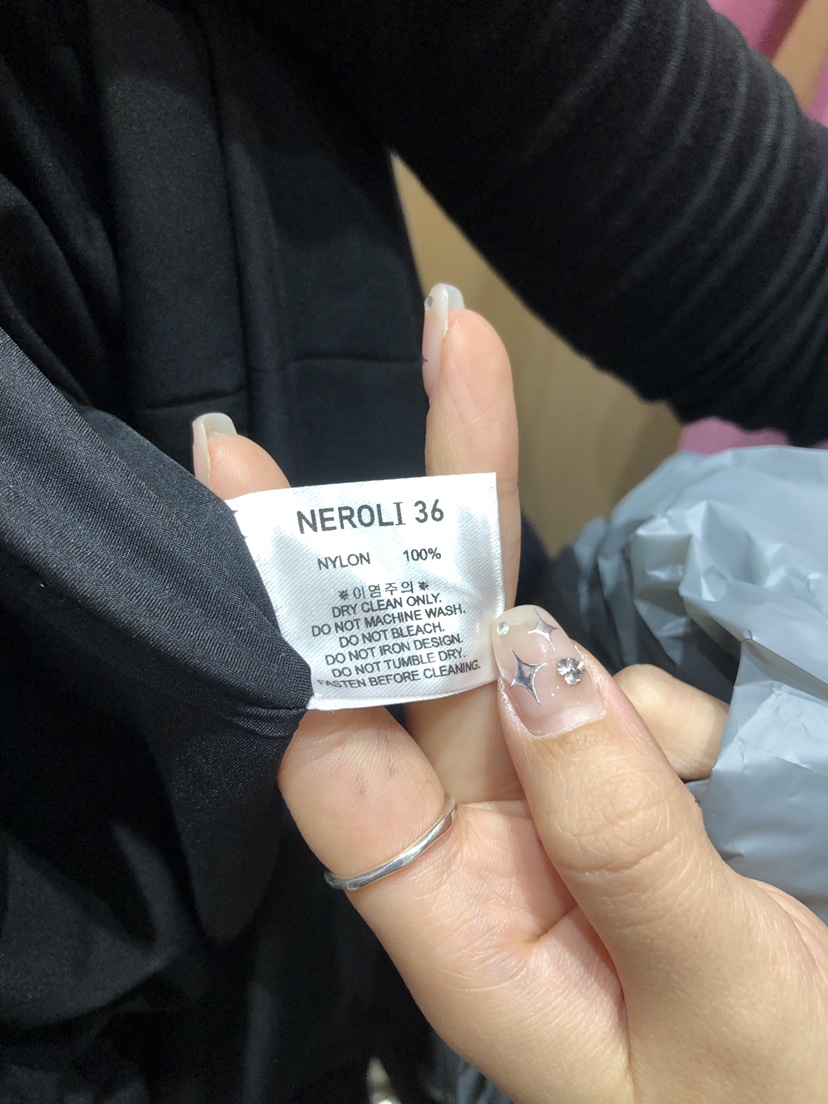 NEROLI 36
NYLON 100%
※이염주의※
DRY CLEAN ONLY.
DO NOT MACHINE WASH.
DO NOT BLEACH.
DO NOT IRON DESIGN.
DO NOT TUMBLE DRY.
FASTEN BEFORE CLEANING.